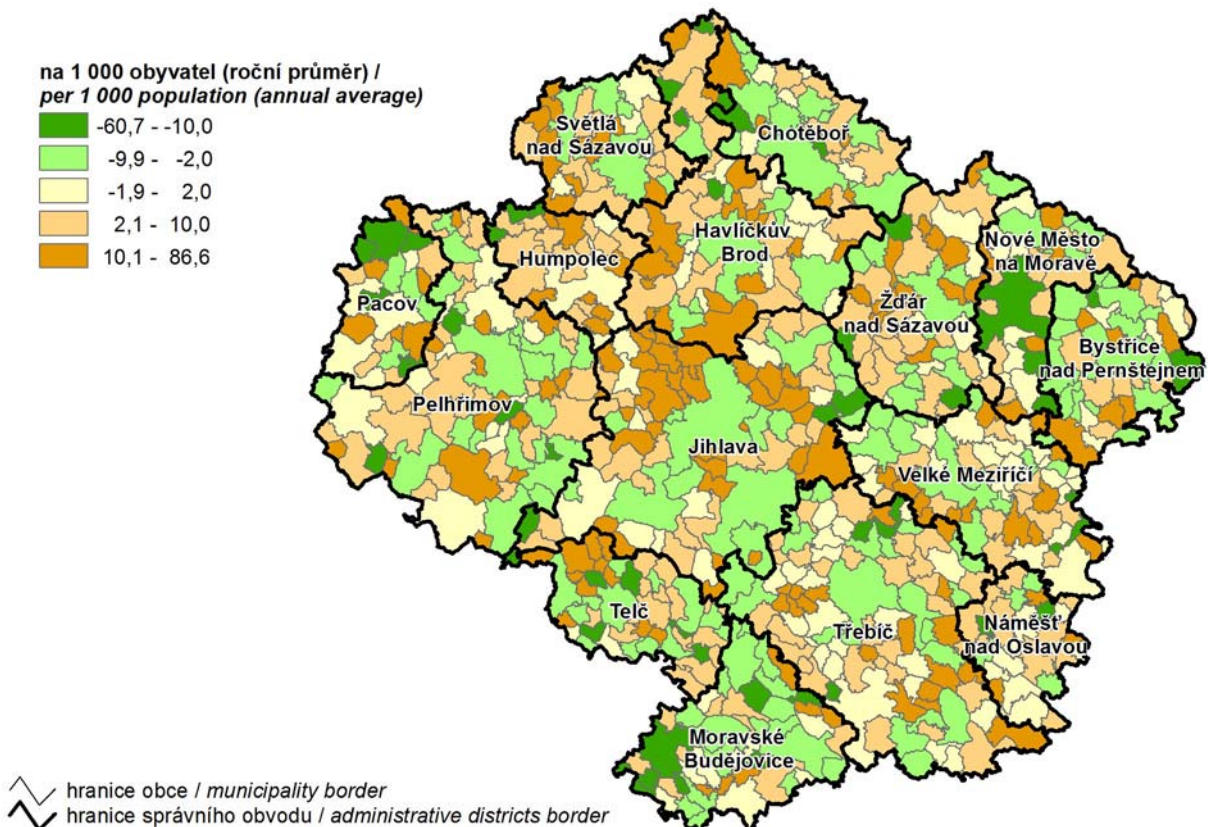 na 1 000 obyvatel (roční průměr) /
per 1 000 population (annual average)
-60,7 - -10,0
-9,9 - -2,0
-1,9 - 2,0
2,1 - 10,0
10,1 - 86,6
Světlá
nad Sázavou
Chotěboř
Havlíčkův
Brod
Humpolec
Nové Město
na Moravě
Pacov
Žďár
nad Sázavou
Bystřice
nad Pernštejnem
Pelhřimov
Jihlava
Velké Meziříčí
Telč
Třebíč
Náměšť
nad Oslavou
Moravské
Budějovice
hranice obce / municipality border
hranice správního obvodu / administrative districts border